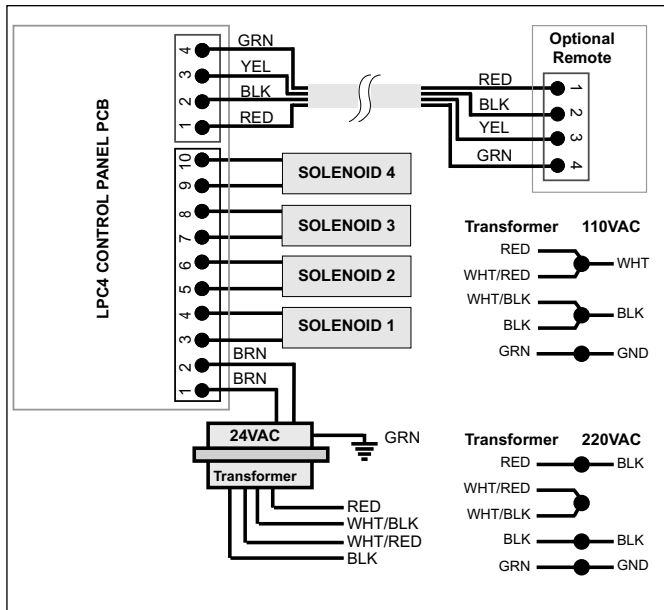 LPC4 CONTROL PANEL PCB
4
3
2
1
GRN
YEL
BLK
RED
Optional
Remote
RED
BLK
YEL
GRN
1
2
3
4
10
9
8
7
6
5
4
3
2
1
SOLENOID 4
SOLENOID 3
SOLENOID 2
SOLENOID 1
BRN
BRN
24VAC
GRN
Transformer
RED
WHT/BLK
WHT/RED
BLK
Transformer 110VAC
RED
WHT/RED
WHT
WHT/BLK
BLK
BLK
GRN GND
Transformer 220VAC
RED BLK
WHT/RED
WHT/BLK
BLK BLK
GRN GND